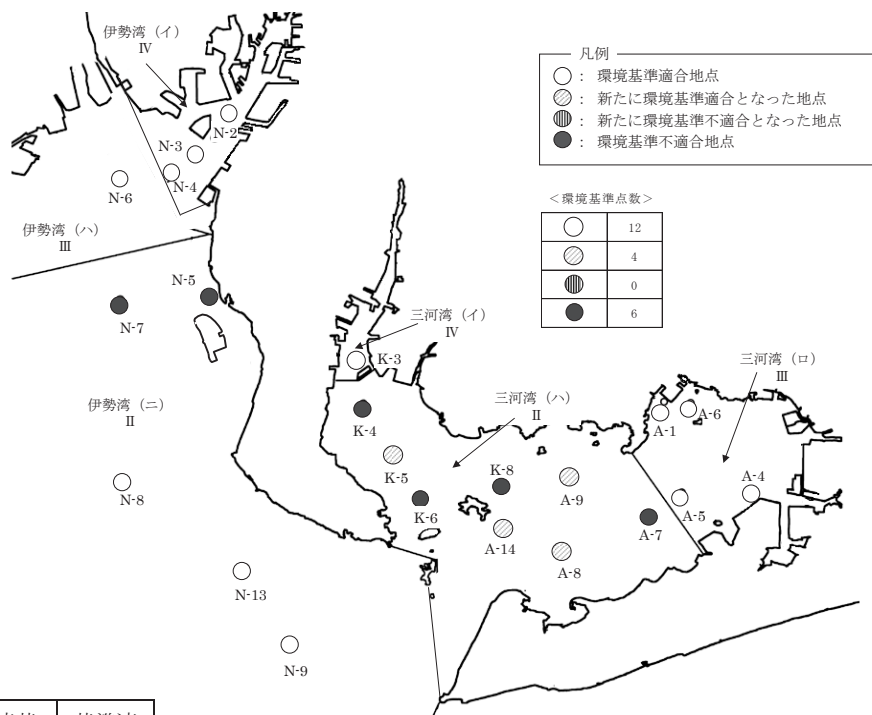 伊勢湾（イ）
Ⅳ
N-2
N-3
N-4
N-6
伊勢湾（ハ）
Ⅲ
N-5
N-7
伊勢湾（ニ）
Ⅱ
N-8
N-13
N-9
凡例
○ ： 環境基準適合地点
： 新たに環境基準適合となった地点
： 新たに環境基準不適合となった地点
● ： 環境基準不適合地点
＜環境基準点数＞
○ 12
4
0
● 6
三河湾（イ）
Ⅳ
K-3
三河湾（ハ）
Ⅱ
K-4
K-5
K-6
K-8
A-9
A-14
A-8
A-7
三河湾（ロ）
Ⅲ
A-1
A-6
A-4
A-5